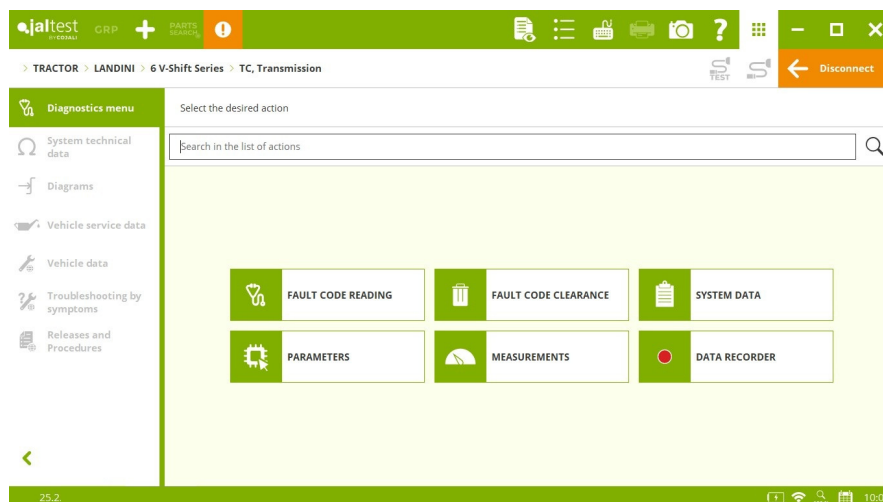 jaltest GRP PARTS SEARCH
BY COJALI
> TRACTOR > LANDINI > 6 V-Shift Series > TC, Transmission
TEST
Disconnect
Diagnostics menu
Select the desired action
System technical
data
Search in the list of actions
Diagrams
Vehicle service data
Vehicle data
Troubleshooting by
symptoms
Releases and
Procedures
FAULT CODE READING
FAULT CODE CLEARANCE
SYSTEM DATA
PARAMETERS
MEASUREMENTS
DATA RECORDER
25.2.
10:0